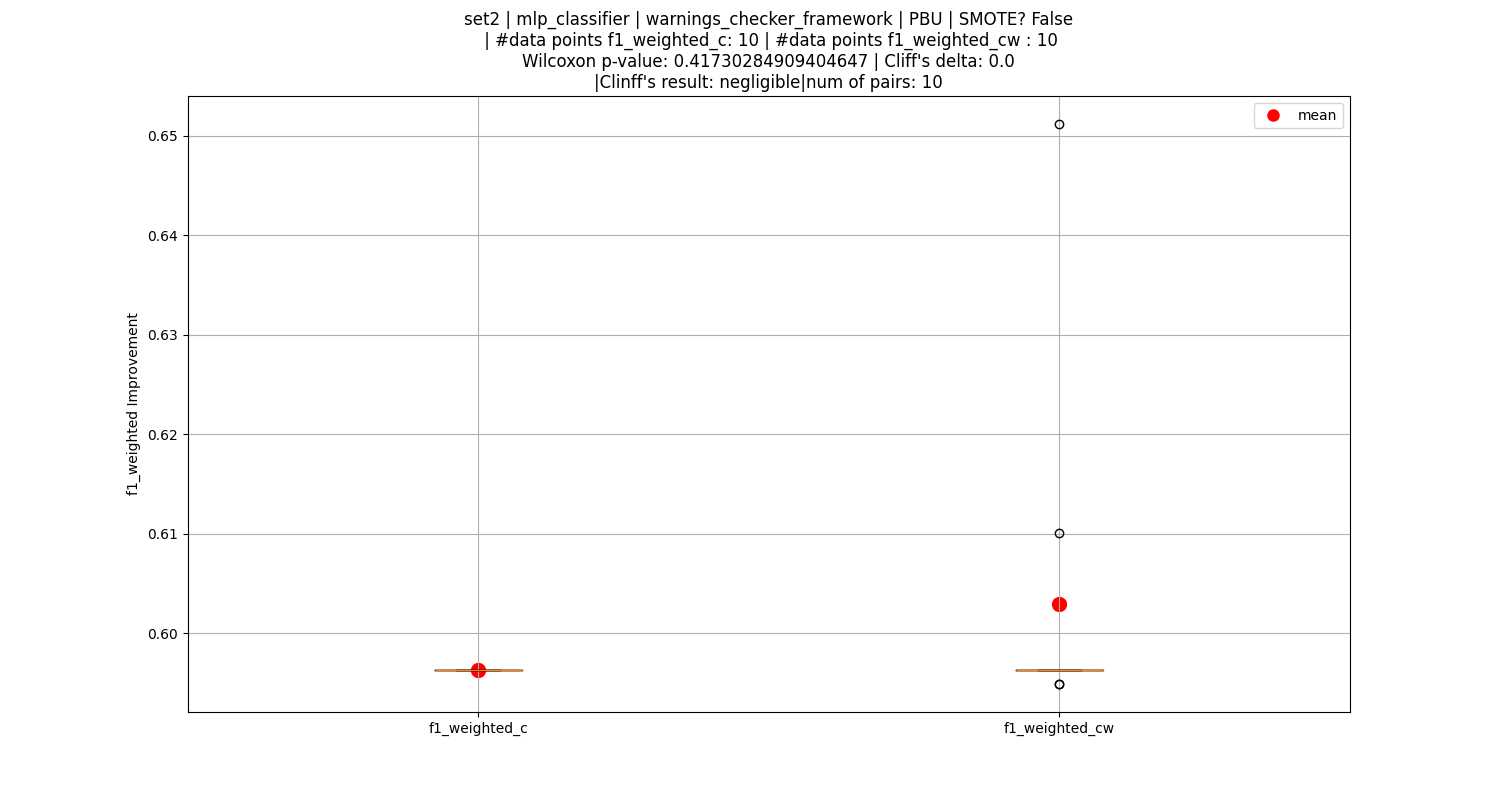 set2 | mlp_classifier | warnings_checker_framework | PBU | SMOTE? False
| #data points f1_weighted_c: 10 | #data points f1_weighted_cw : 10
Wilcoxon p-value: 0.41730284909404647 | Cliff's delta: 0.0
|Clinff's result: negligible|num of pairs: 10
mean
f1_weighted Improvement
0.65
0.64
0.63
0.62
0.61
0.60
f1_weighted_c
f1_weighted_cw